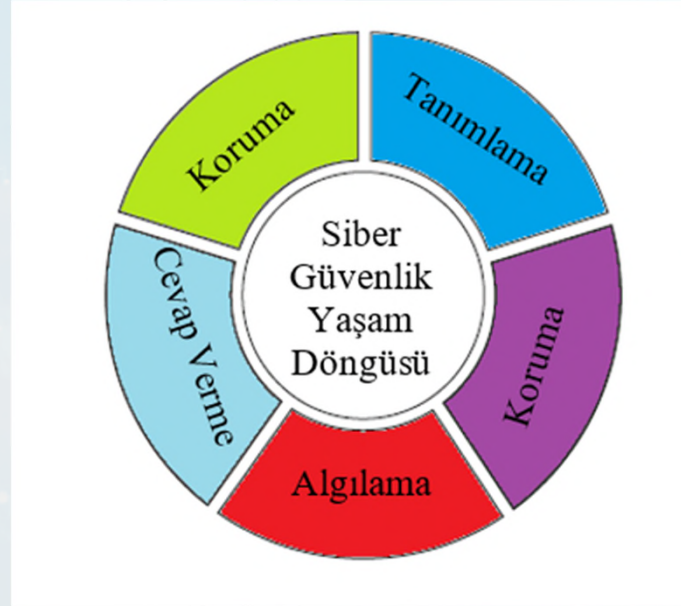 Siber
Güvenlik
Yaşam
Döngüsü
Tanımlama
Koruma
Algılama
Cevap Verme
Koruma